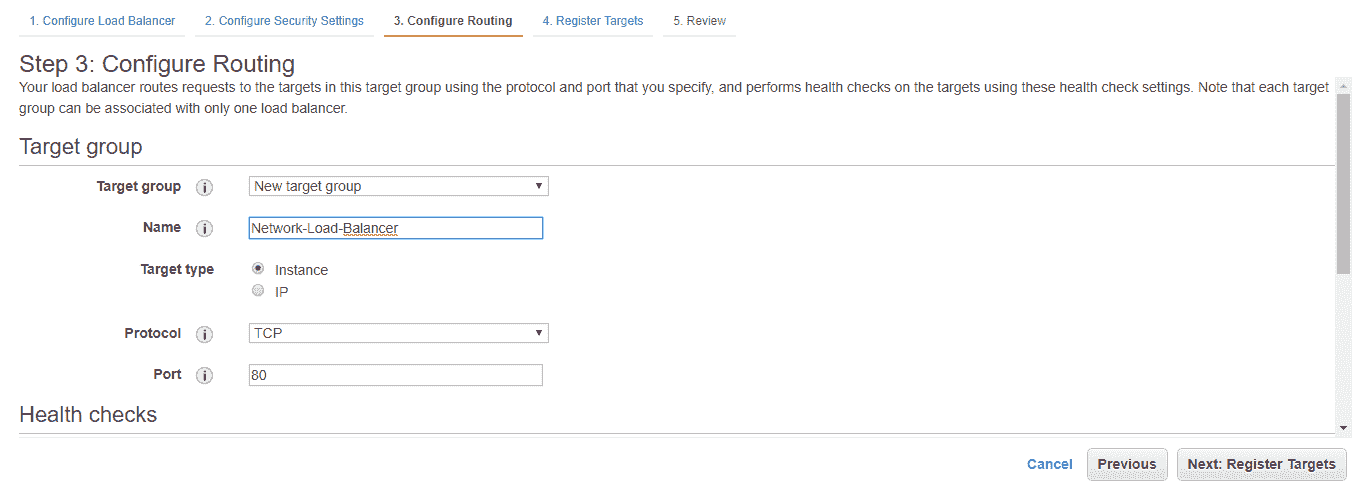 1. Configure Load Balancer 2. Configure Security Settings 3. Configure Routing 4. Register Targets 5. Review
Step 3: Configure Routing
Your load balancer routes requests to the targets in this target group using the protocol and port that you specify, and performs health checks on the targets using these health check settings. Note that each target
group can be associated with only one load balancer.
Target group
Target group i New target group
Name i Network-Load-Balancer
Target type Instance
IP
Protocol i TCP
Port i 80
Health checks
Cancel Previous Next: Register Targets